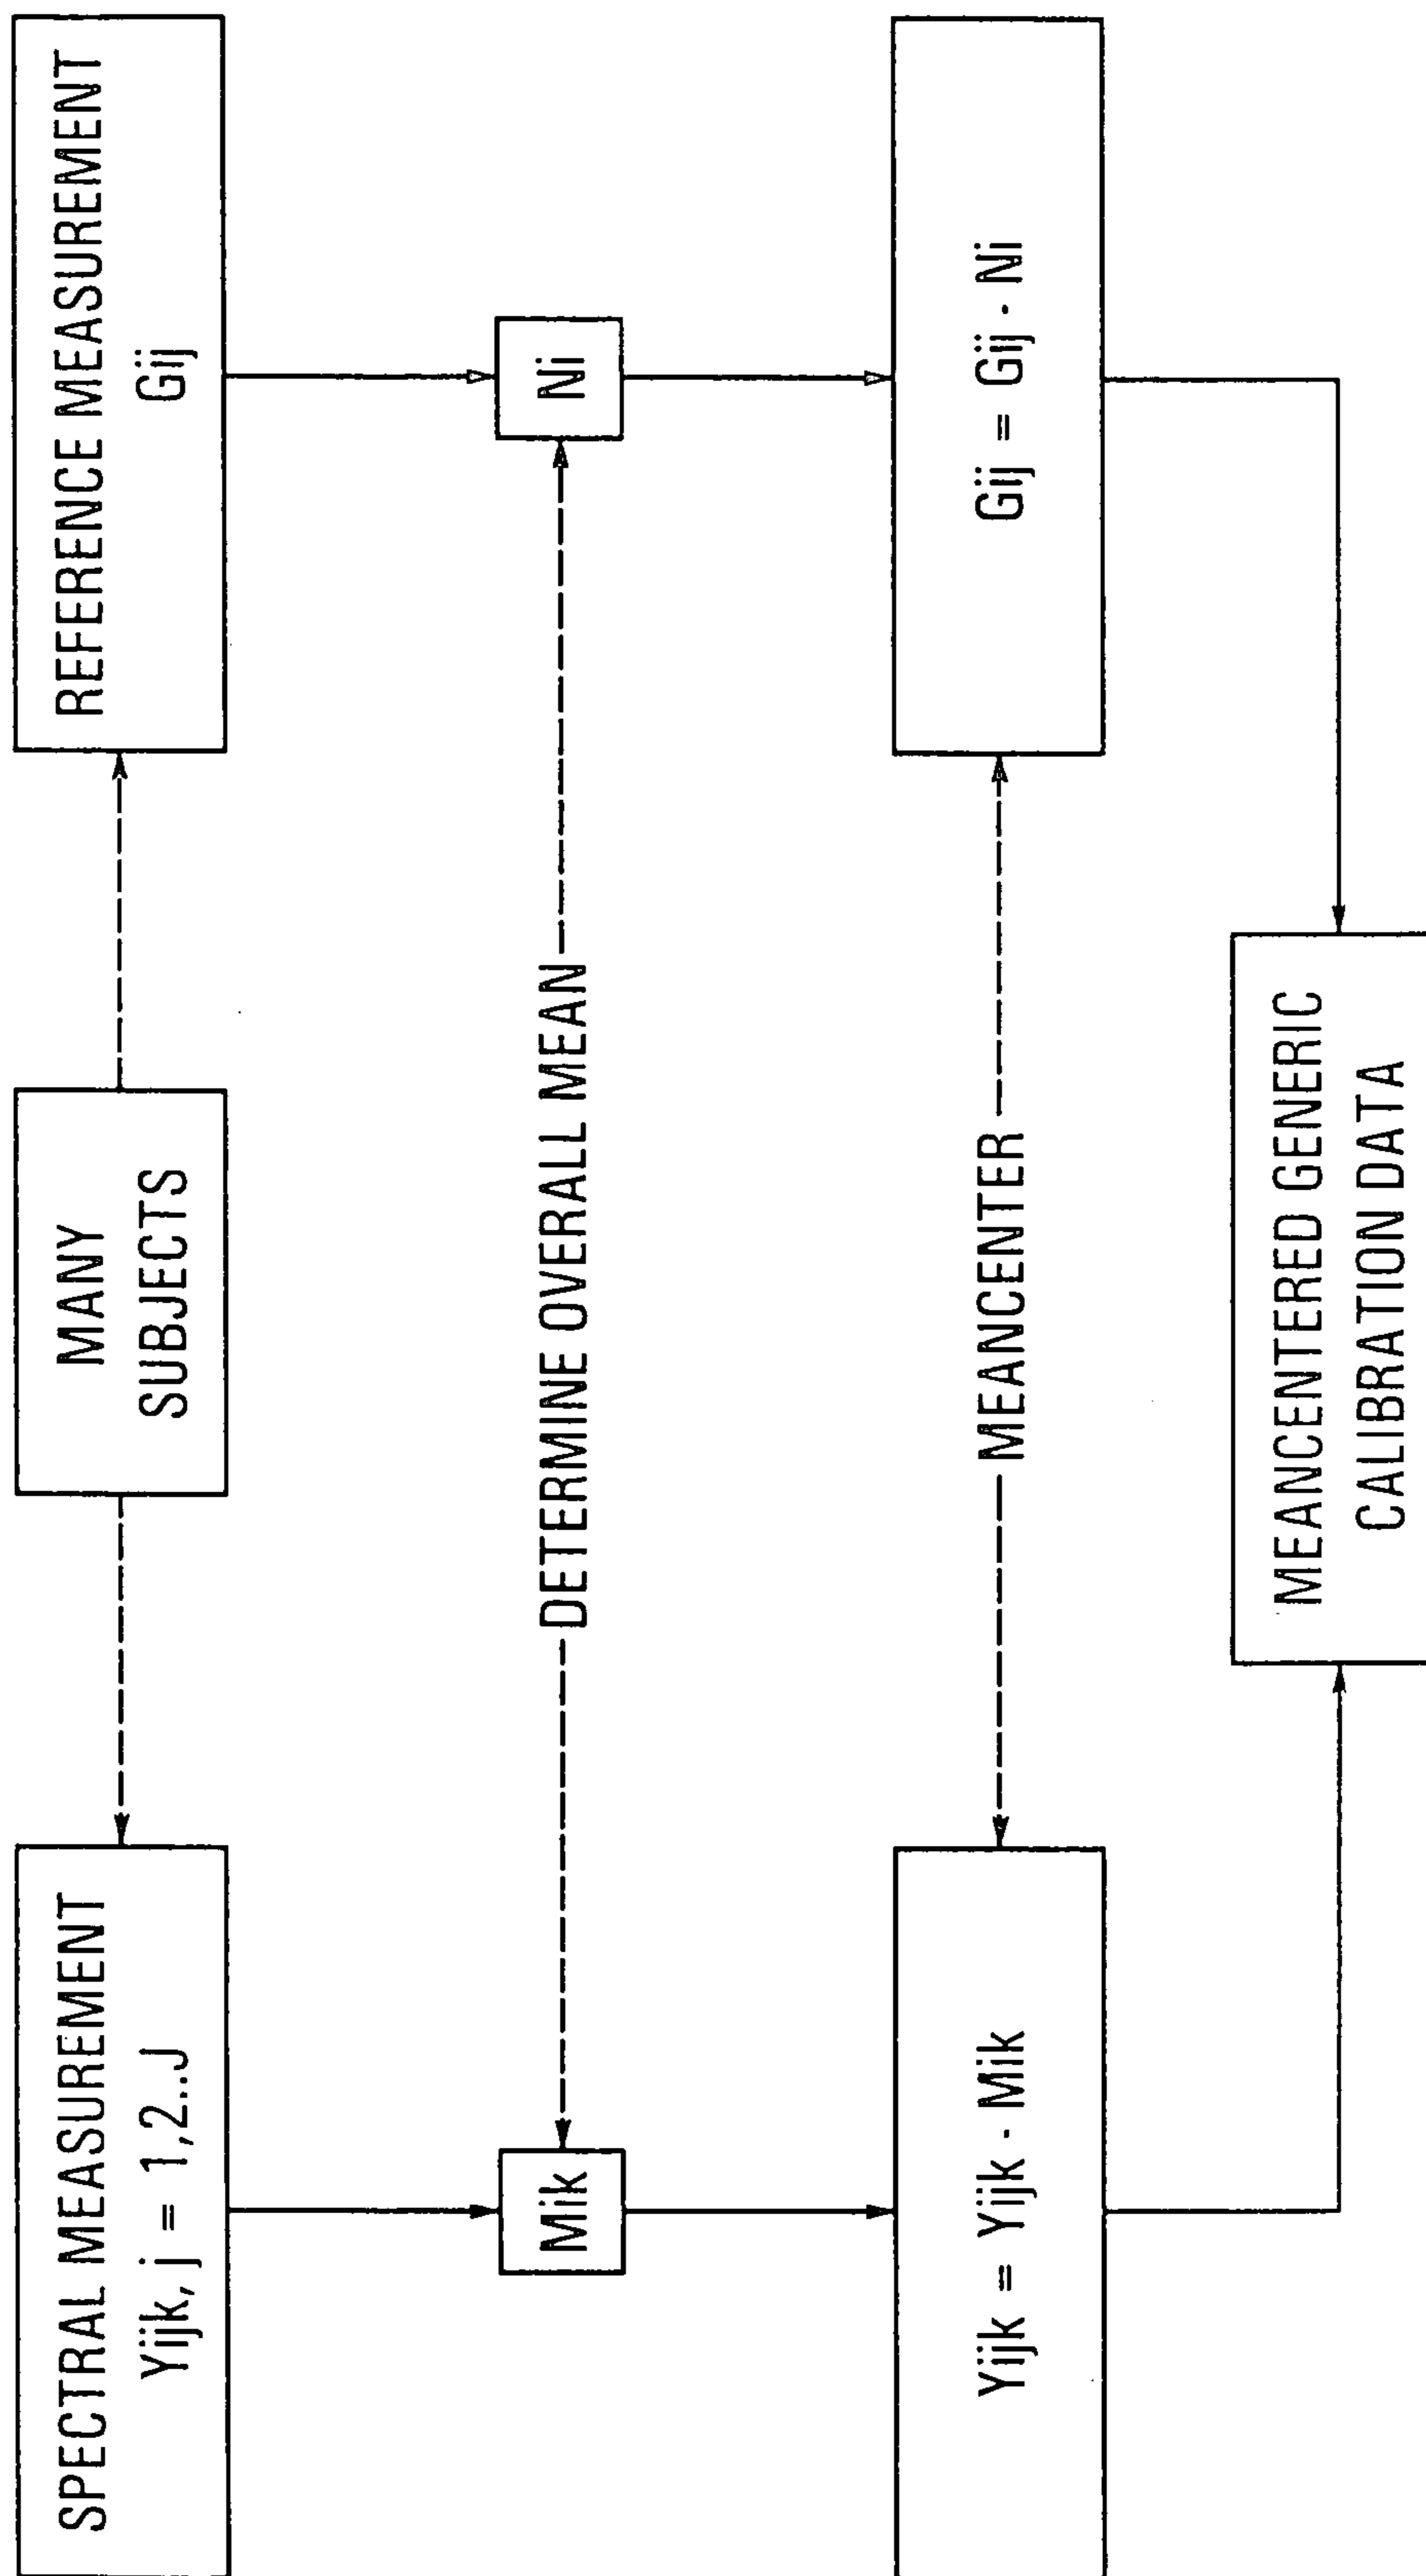 SPECTRAL MEASUREMENT
Yijk, j = 1,2..J
MANY
SUBJECTS
REFERENCE MEASUREMENT
Gij
Mik
DETERMINE OVERALL MEAN
Ni
Yijk = Yijk - Mik
MEANCENTER
Gij = Gij - Ni
MEANCENTERED GENERIC
CALIBRATION DATA